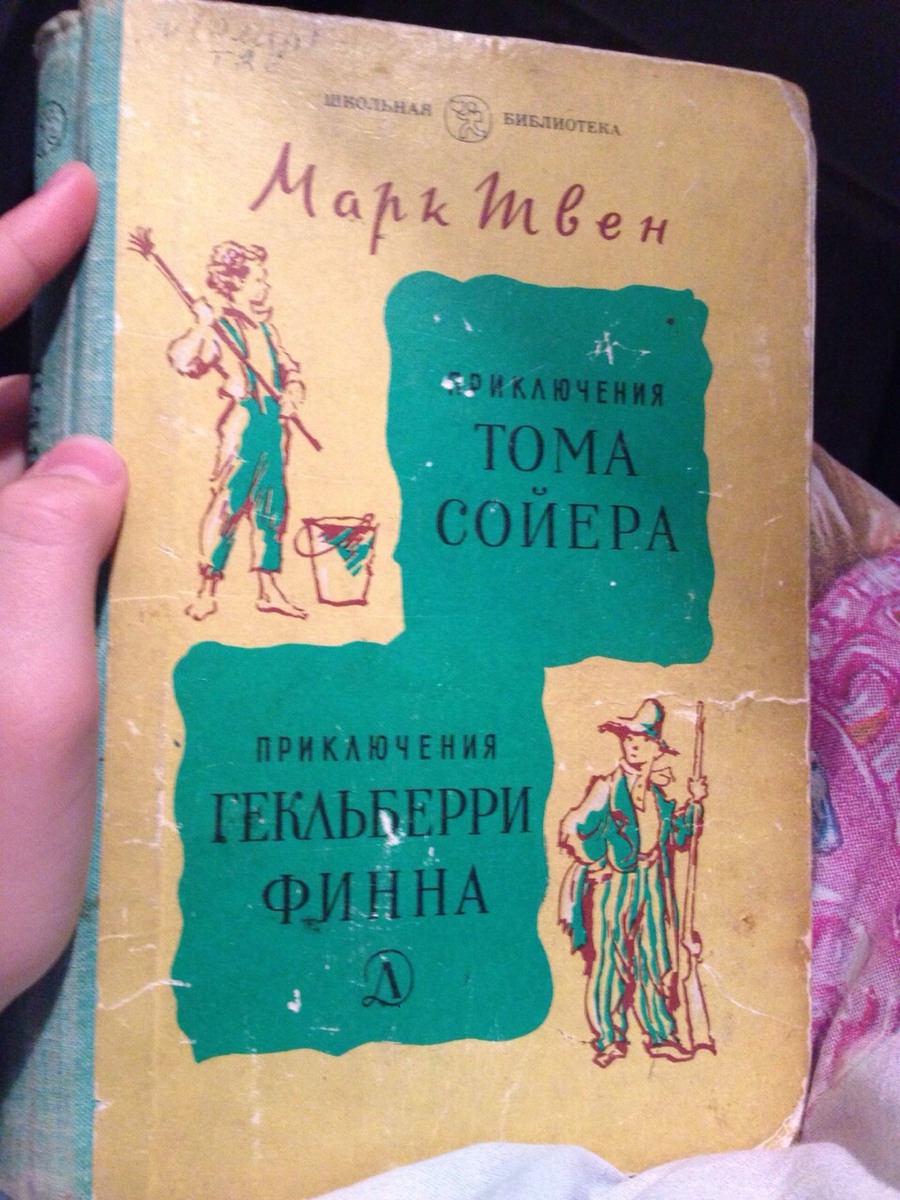 ШКОЛЬНАЯ БИБЛИОТЕКА
Марк Твен
ПРИКЛЮЧЕНИЯ
ТОМА
СОЙЕРА
ПРИКЛЮЧЕНИЯ
ГЕКЛЬБЕРРИ
ФИННА
Д